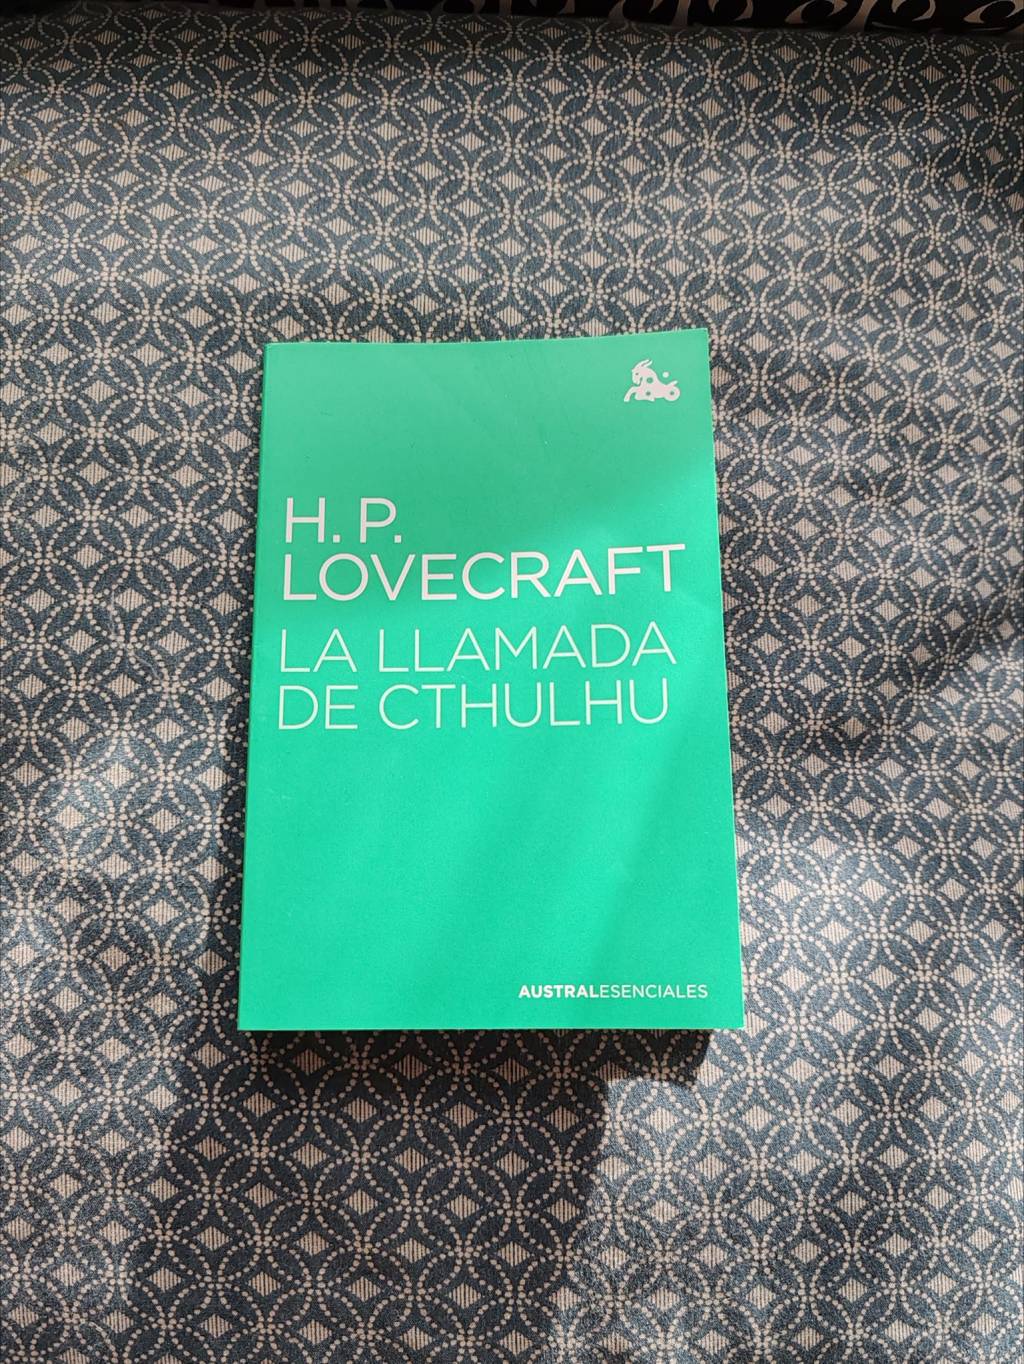 H. P.
LOVECRAFT
LA LLAMADA
DE CTHULHU
AUSTRALESENCIALES